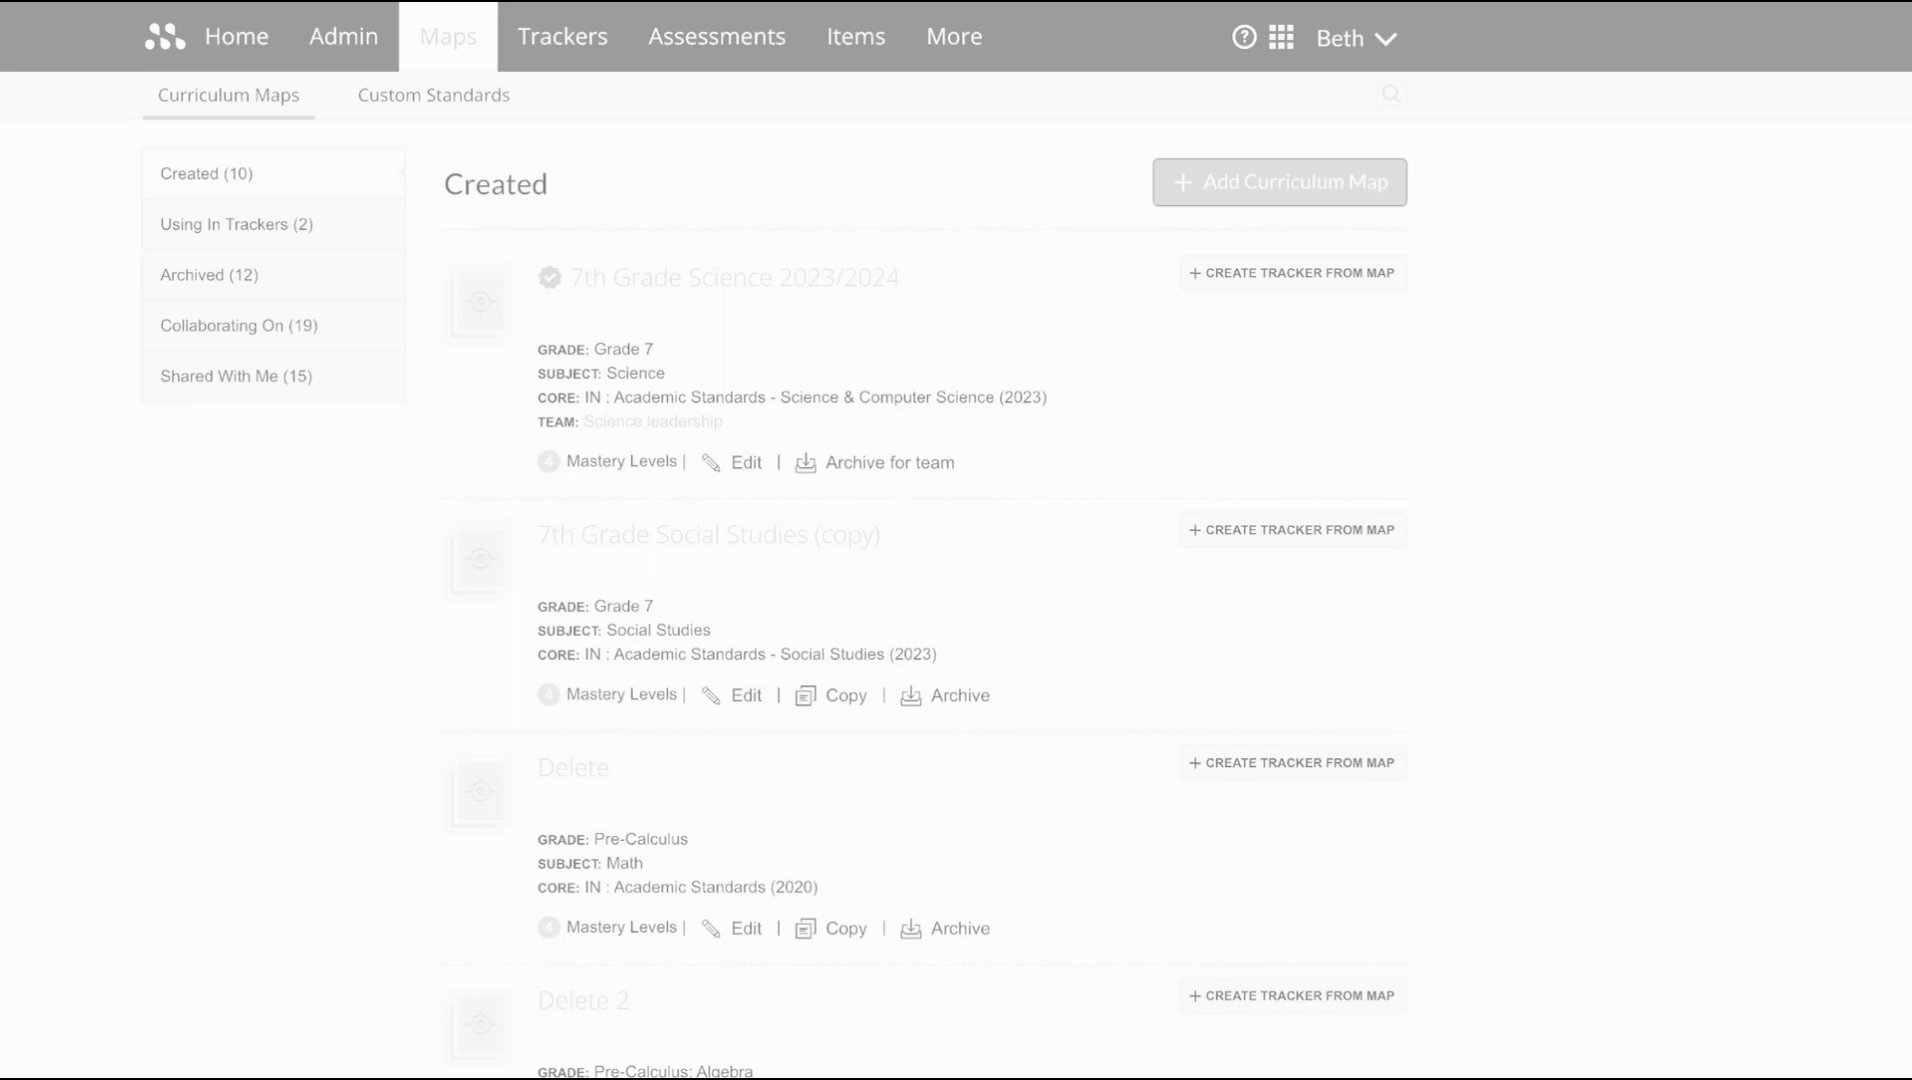 Home Admin Maps Trackers Assessments Items More Beth
Curriculum Maps Custom Standards
Created (10)
Using In Trackers (2)
Archived (12)
Collaborating On (19)
Shared With Me (15)
Created
+ Add Curriculum Map
7th Grade Science 2023/2024
+ CREATE TRACKER FROM MAP
GRADE: Grade 7
SUBJECT: Science
CORE: IN : Academic Standards - Science & Computer Science (2023)
TEAM: Science leadership
4 Mastery Levels | Edit | Archive for team
7th Grade Social Studies (copy)
+ CREATE TRACKER FROM MAP
GRADE: Grade 7
SUBJECT: Social Studies
CORE: IN : Academic Standards - Social Studies (2023)
4 Mastery Levels | Edit | Copy | Archive
Delete
+ CREATE TRACKER FROM MAP
GRADE: Pre-Calculus
SUBJECT: Math
CORE: IN : Academic Standards (2020)
4 Mastery Levels | Edit | Copy | Archive
Delete 2
+ CREATE TRACKER FROM MAP
GRADE: Pre-Calculus: Algebra